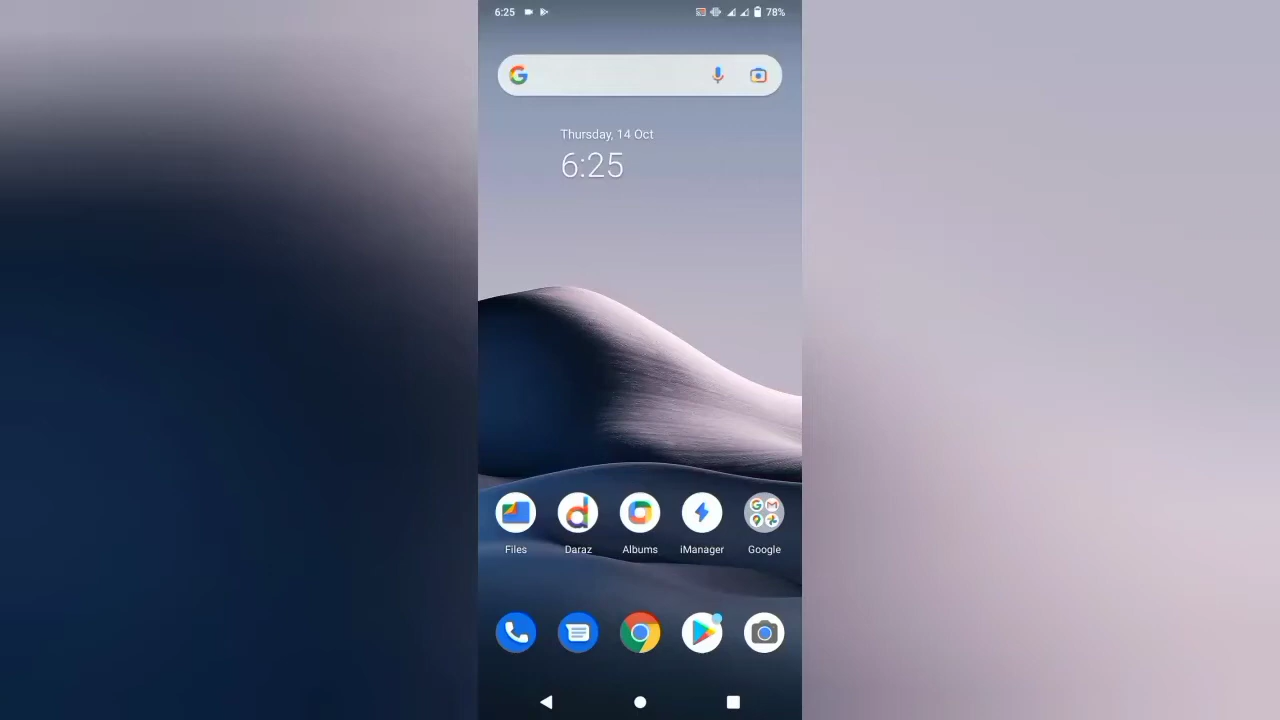 6:25
78%
Thursday, 14 Oct
6:25
Files
Daraz
Albums
iManager
Google